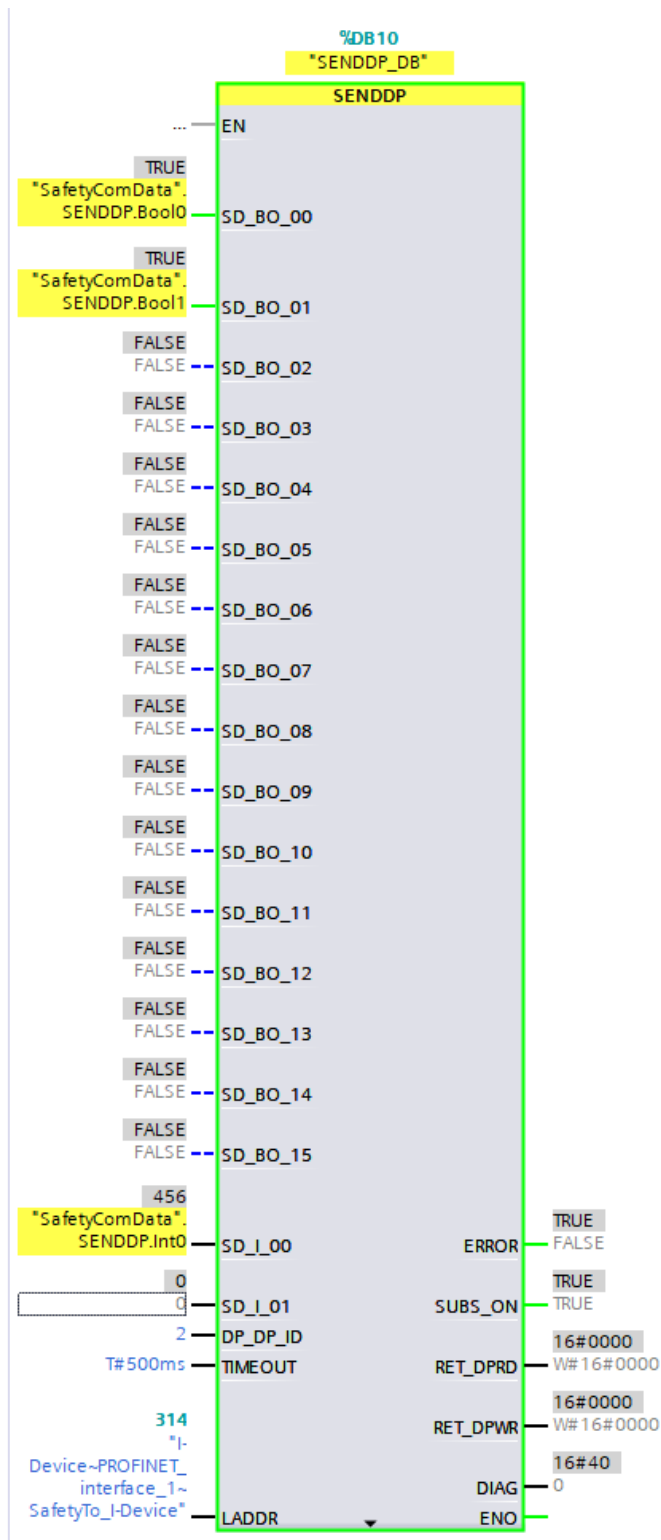 %DB10
"SENDDP_DB"
SENDDP
... EN
TRUE
"SafetyComData".
SENDDP.Bool0 SD_BO_00
TRUE
"SafetyComData".
SENDDP.Bool1 SD_BO_01
FALSE
FALSE SD_BO_02
FALSE
FALSE SD_BO_03
FALSE
FALSE SD_BO_04
FALSE
FALSE SD_BO_05
FALSE
FALSE SD_BO_06
FALSE
FALSE SD_BO_07
FALSE
FALSE SD_BO_08
FALSE
FALSE SD_BO_09
FALSE
FALSE SD_BO_10
FALSE
FALSE SD_BO_11
FALSE
FALSE SD_BO_12
FALSE
FALSE SD_BO_13
FALSE
FALSE SD_BO_14
FALSE
FALSE SD_BO_15
456
"SafetyComData". TRUE
SENDDP.Int0 SD_I_00 ERROR FALSE
0 TRUE
0 SD_I_01 SUBS_ON TRUE
2 DP_DP_ID 16#0000
T#500ms TIMEOUT RET_DPRD W#16#0000
16#0000
314 RET_DPWR W#16#0000
"I-
Device~PROFINET_ 16#40
interface_1~ DIAG 0
SafetyTo_I-Device" LADDR ENO